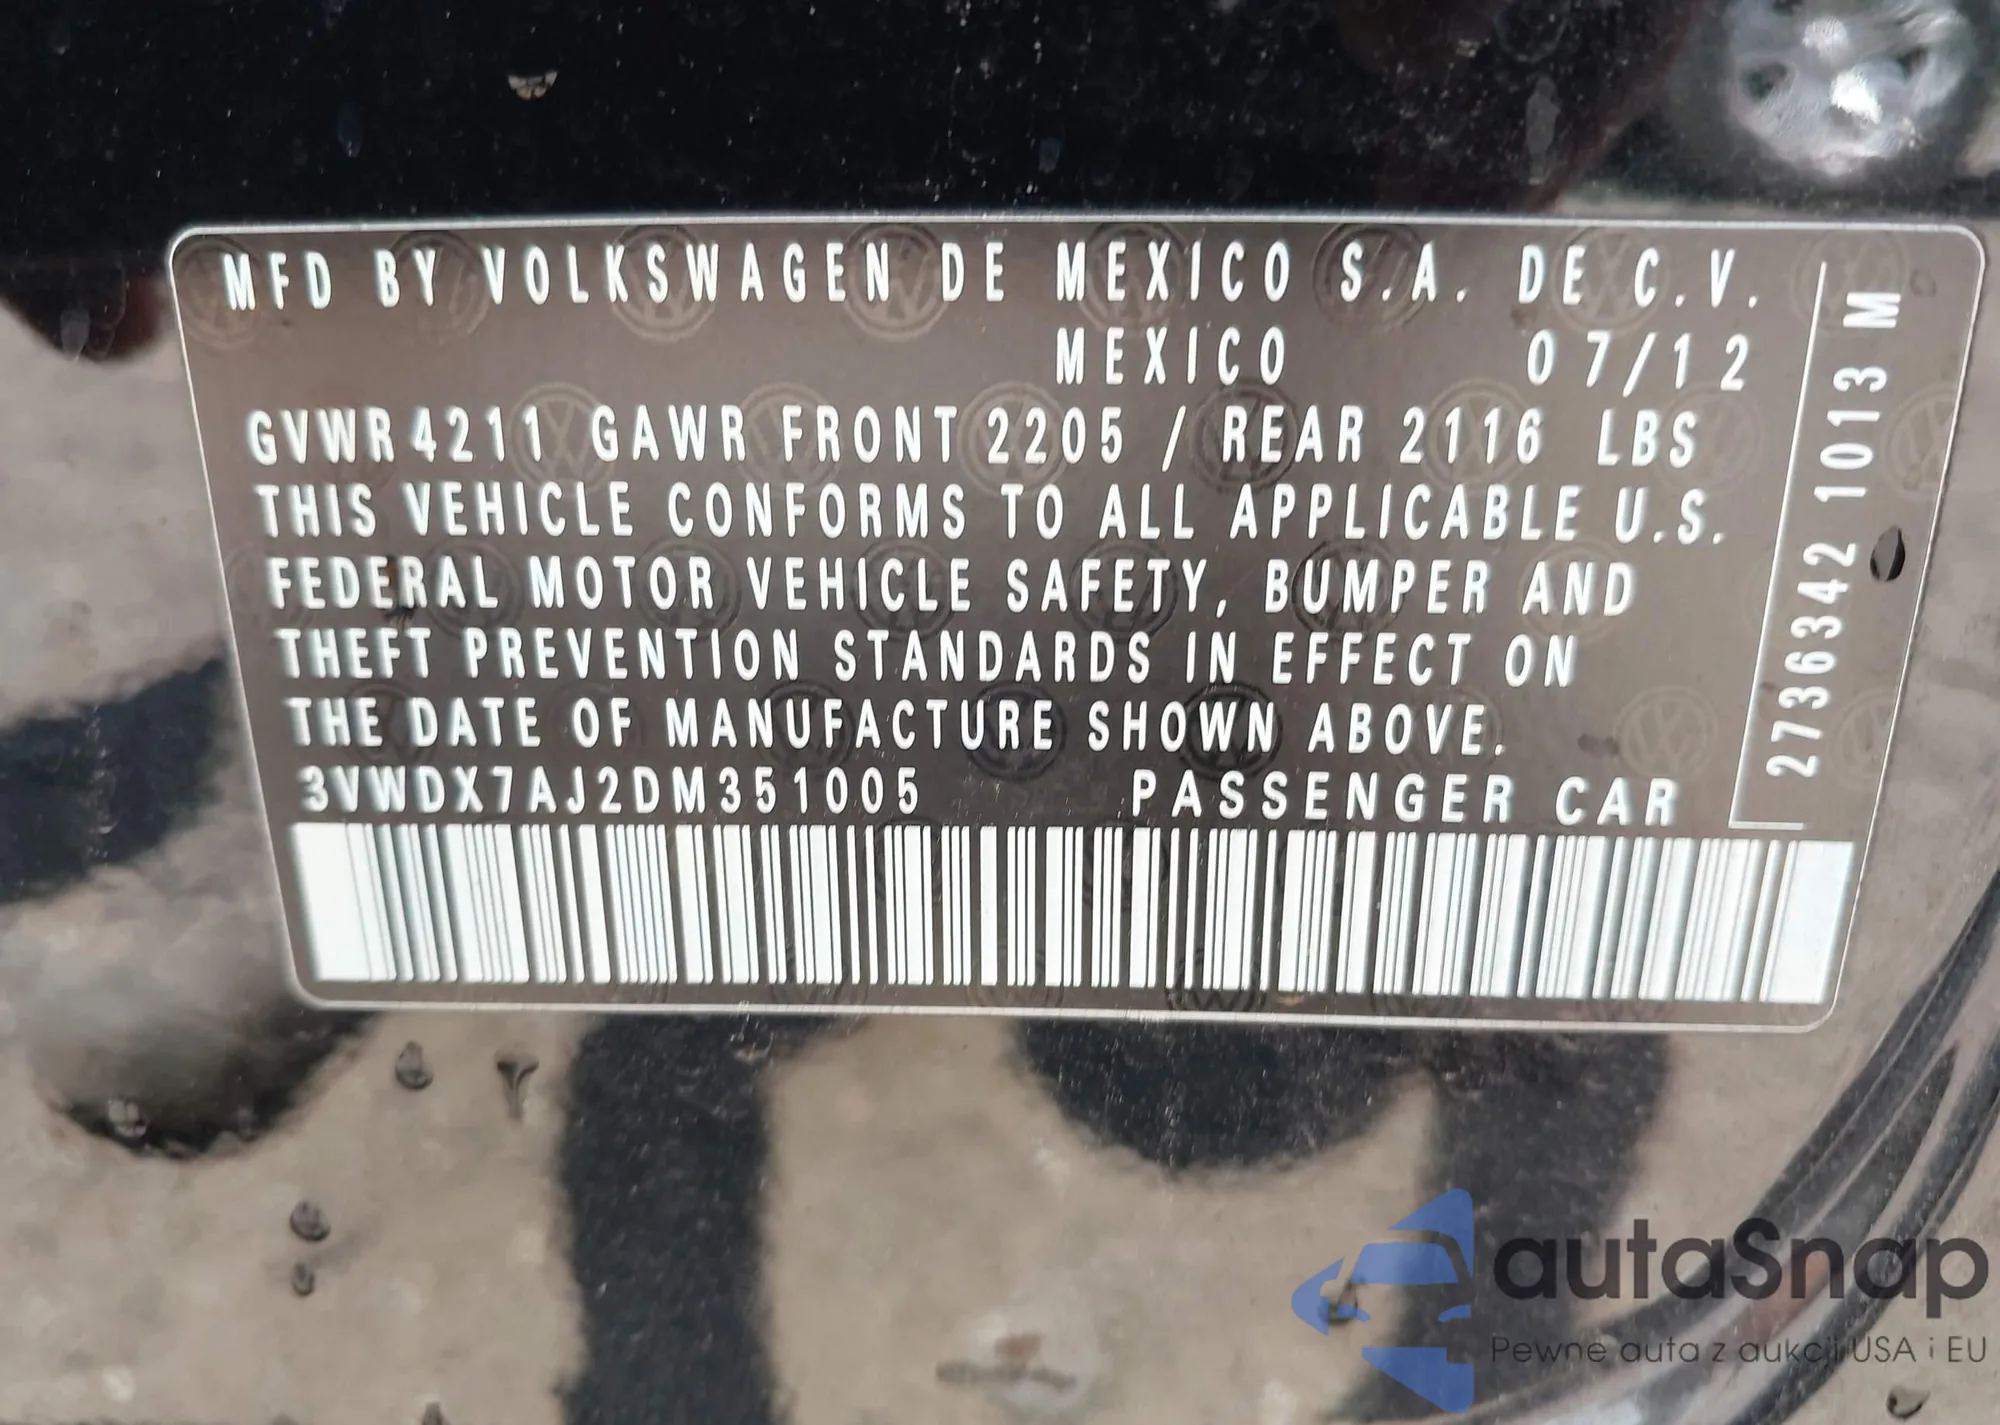 MFD BY VOLKSWAGEN DE MEXICO S.A. DE C.V.
MEXICO 07/12
GVWR 4211 GAWR FRONT 2205 / REAR 2116 LBS
THIS VEHICLE CONFORMS TO ALL APPLICABLE U.S.
FEDERAL MOTOR VEHICLE SAFETY, BUMPER AND
THEFT PREVENTION STANDARDS IN EFFECT ON
THE DATE OF MANUFACTURE SHOWN ABOVE.
3VWDX7AJ2DM351005 PASSENGER CAR
2736342 1013 M
autaSnap
Pewne auta z aukcji USA i EU